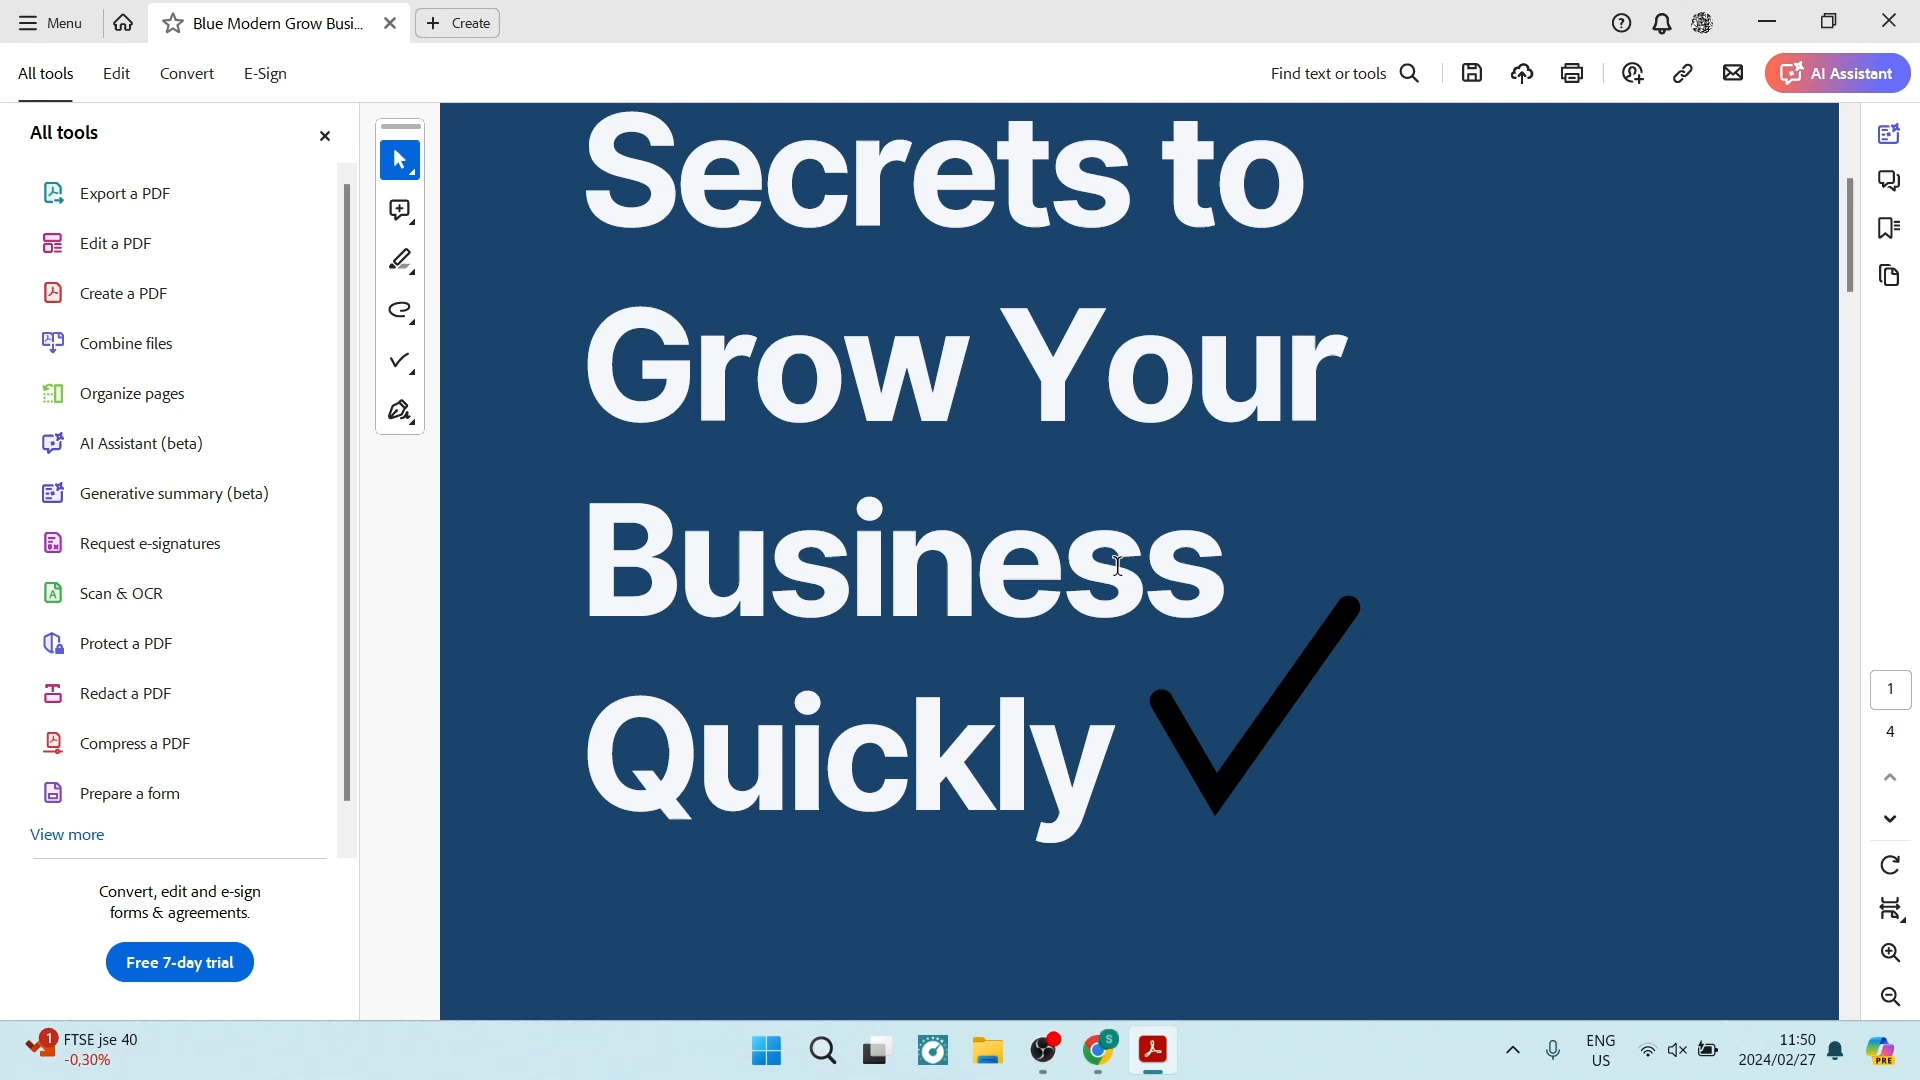 Menu
Blue Modern Grow Busi...
Create
All tools
Edit
Convert
E-Sign
Find text or tools
AI Assistant
All tools
Export a PDF
Edit a PDF
Create a PDF
Combine files
Organize pages
AI Assistant (beta)
Generative summary (beta)
Request e-signatures
Scan & OCR
Protect a PDF
Redact a PDF
Compress a PDF
Prepare a form
View more
Convert, edit and e-sign
forms & agreements.
Free 7-day trial
Secrets to
Grow Your
Business
Quickly
1
4
1
FTSE jse 40
-0,30%
S
ENG
US
11:50
2024/02/27
PRE